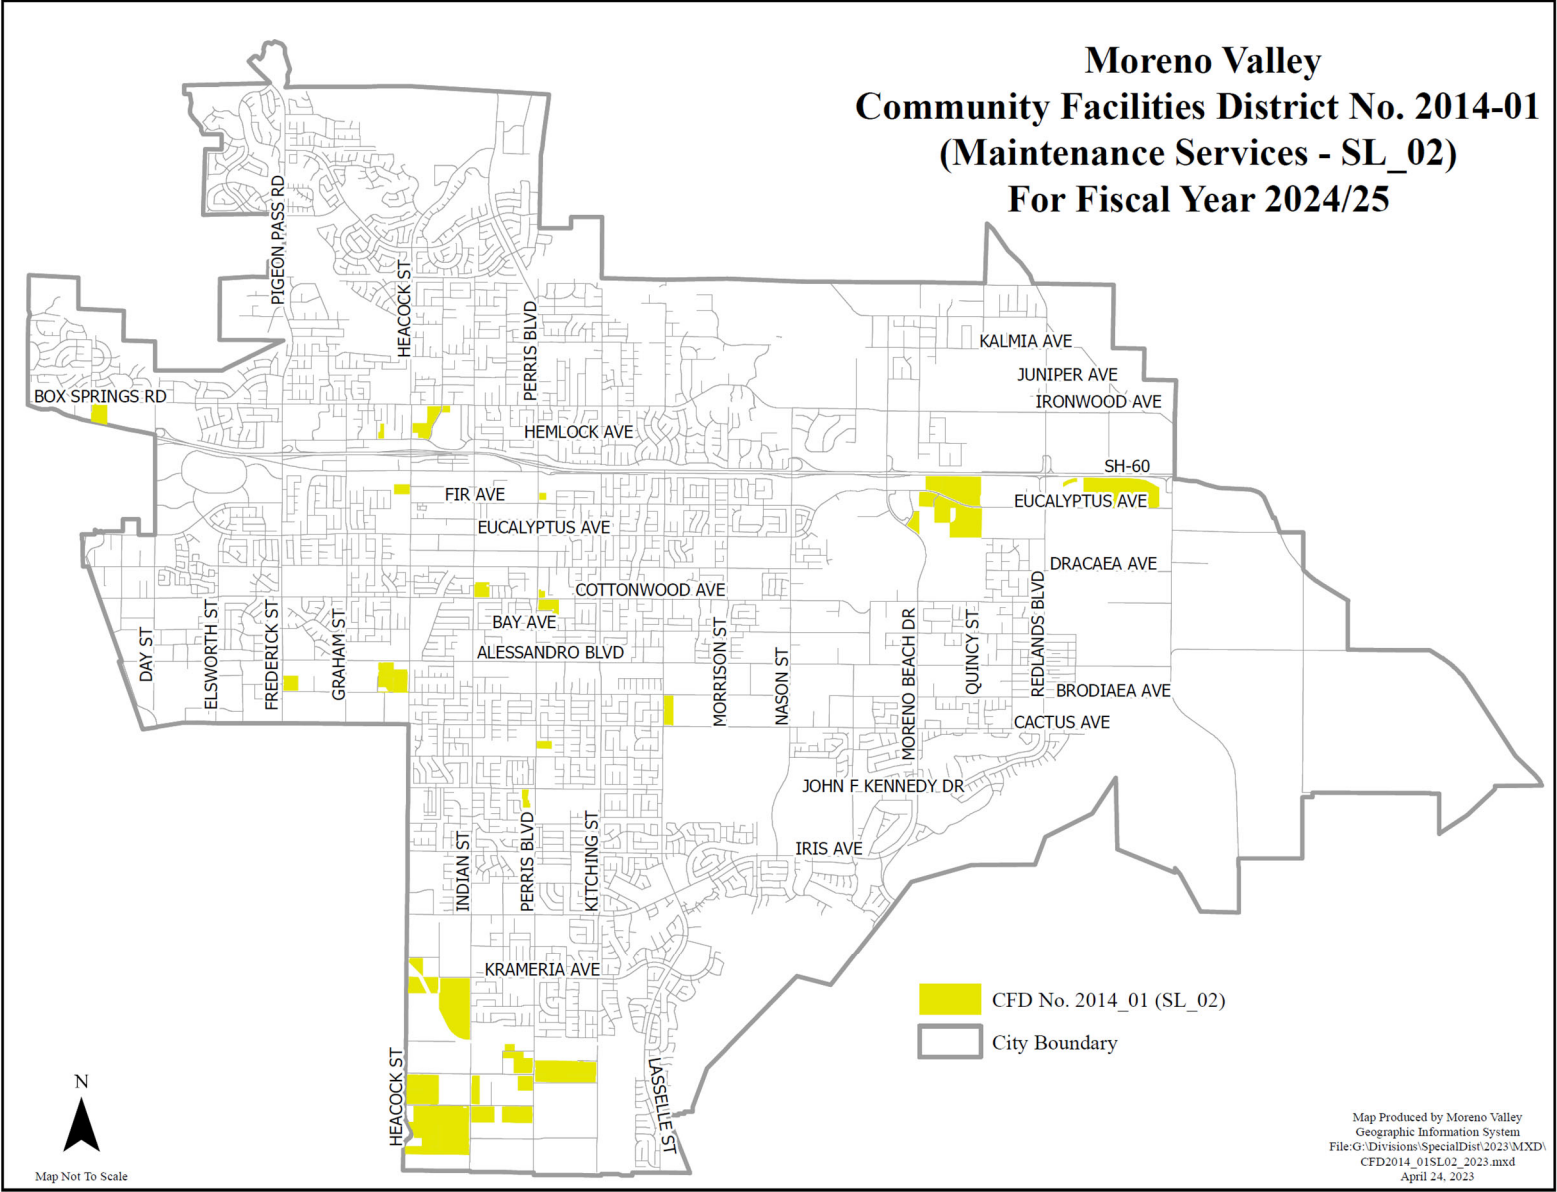 Moreno Valley
Community Facilities District No. 2014-01
(Maintenance Services - SL_02)
For Fiscal Year 2024/25
PIGEON PASS RD
HEACOCK ST
PERRIS BLVD
KALMIA AVE
JUNIPER AVE
IRONWOOD AVE
BOX SPRINGS RD
HEMLOCK AVE
SH-60
FIR AVE
EUCALYPTUS AVE
EUCALYPTUS AVE
DRACAEA AVE
COTTONWOOD AVE
BAY AVE
ALESSANDRO BLVD
DAY ST
ELSWORTH ST
FREDERICK ST
GRAHAM ST
MORRISON ST
NASON ST
MORENO BEACH DR
QUINCY ST
REDLANDS BLVD
BRODIAEA AVE
CACTUS AVE
JOHN F KENNEDY DR
IRIS AVE
INDIAN ST
PERRIS BLVD
KITCHING ST
KRAMERIA AVE
HEACOCK ST
LASSELLE ST
CFD No. 2014_01 (SL_02)
City Boundary
N
Map Not To Scale
Map Produced by Moreno Valley
Geographic Information System
File:G:\Divisions\SpecialDist\2023\MXD\
CFD2014_01SL02_2023.mxd
April 24, 2023